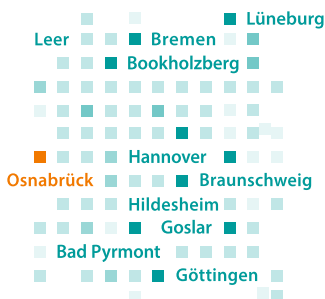 Lüneburg
Leer Bremen
Bookholzberg
Hannover
Osnabrück Braunschweig
Hildesheim
Goslar
Bad Pyrmont
Göttingen